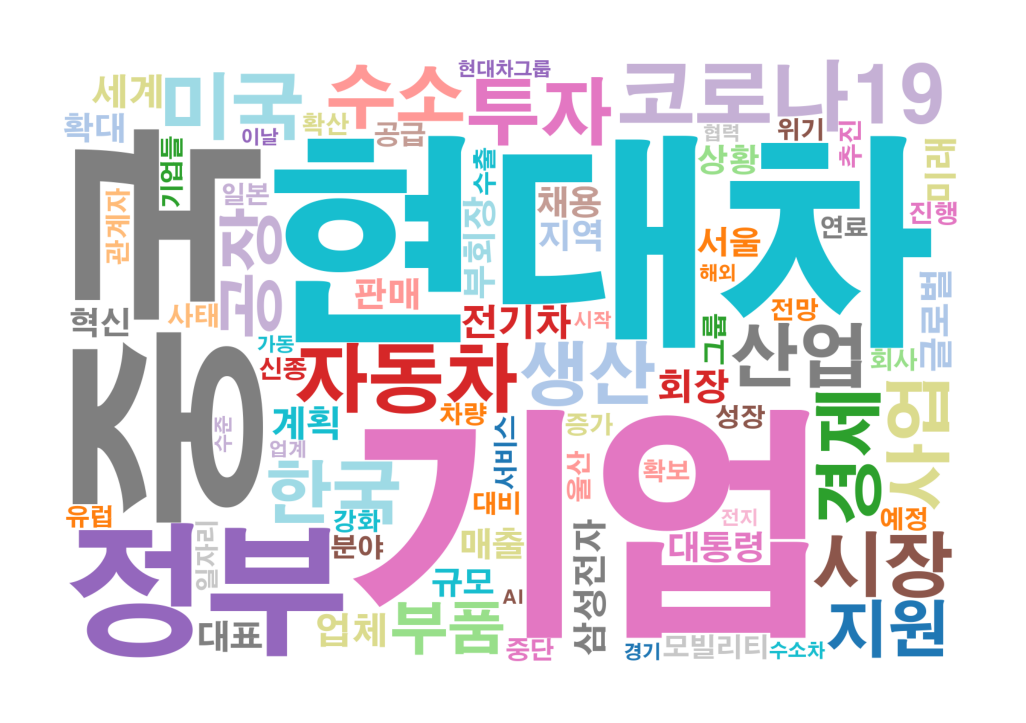 현대차그룹
세계
미국
수소
투자
코로나19
확대
기업들
이날
확산
공급
협력
위기
추진
중국
현대차
수출
상황
미래
관계자
일본
공장
부회장
채용
지역
서울
연료
진행
해외
혁신
사태
판매
전기차
시작
그룹
전망
글로벌
가동
신종
자동차
생산
회장
산업
회사
계획
차량
증가
성장
경제
사업
수준
업계
한국
기업
서비스
울산
확보
유럽
강화
대비
전지
예정
정부
일자리
분야
매출
삼성전자
대통령
시장
규모
AI
대표
업체
부품
중단
경기
모빌리티
수소차
지원